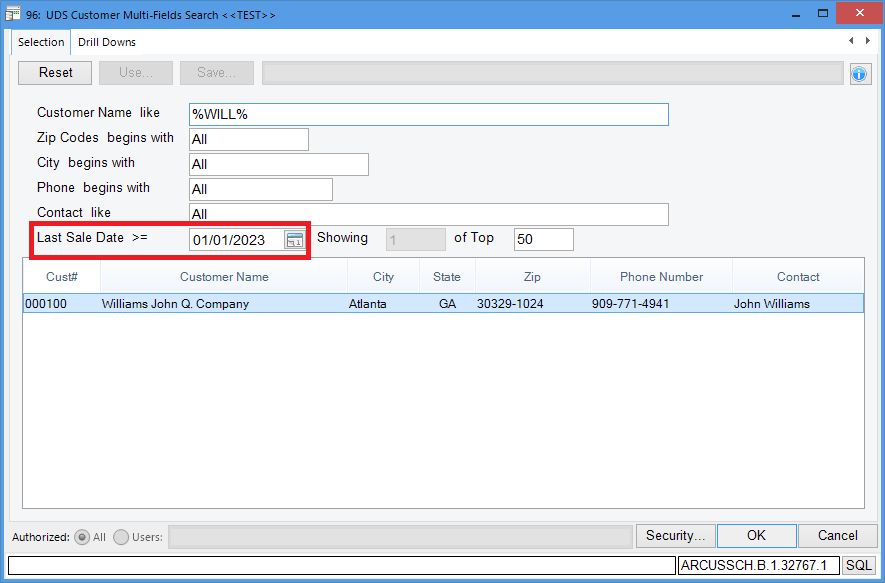 96: UDS Customer Multi-Fields Search <<TEST>>
Selection Drill Downs
Reset Use... Save...
Customer Name like %WILL%
Zip Codes begins with All
City begins with All
Phone begins with All
Contact like All
Last Sale Date >= 01/01/2023 Showing 1 of Top 50
Cust# Customer Name City State Zip Phone Number Contact
000100 Williams John Q. Company Atlanta GA 30329-1024 909-771-4941 John Williams
Authorized: All Users: Security... OK Cancel
ARCUSSCH.B.1.32767.1 SQL